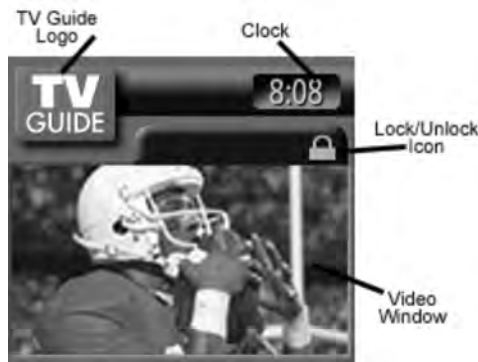 TV Guide
Logo
Clock
TV
GUIDE
8:08
Lock/Unlock
Icon
Video
Window